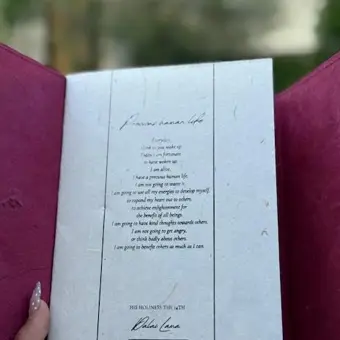 Precious human life
Everyday,
think as you wake up
Today I am fortunate
to have woken up.
I am alive.
I have a precious human life.
I am not going to waste it.
I am going to use all my energies to develop myself
to expand my heart out to others.
to achieve enlightenment for
the benefit of all beings.
I am going to have kind thoughts towards others.
I am not going to get angry,
or think badly about others.
I am going to benefit others as much as I can.
HIS HOLINESS THE 14TH
Dalai Lama